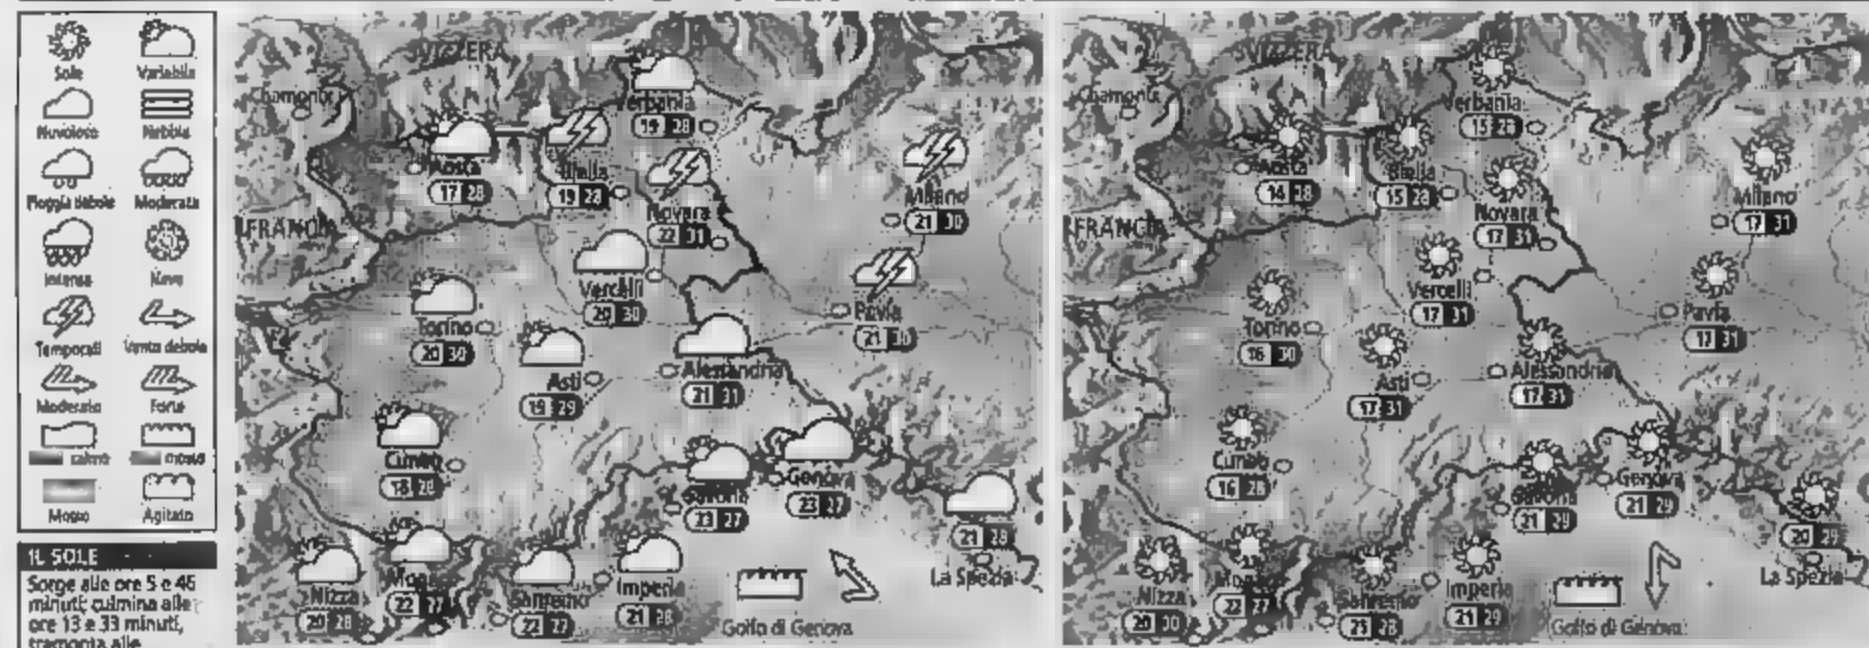 Sole Variabile
Nuvoloso Nebbia
Pioggia debole Moderata
Intensa Neve
Temporali Vento debole
Moderato Forte
calmo mosso
Mosso Agitato
IL SOLE
Sorge alle ore 5 e 46
minuti; culmina alle
ore 13 e 33 minuti,
tramonta alle
SVIZZERA
Chamonix
Verbania
19 28
Aosta
17 28
Biella
19 28
Novara
22 31
Milano
21 30
FRANCIA
Vercelli
20 30
Pavia
21 30
Torino
20 30
Asti
19 29
Alessandria
21 31
Cuneo
18 28
Savona
23 27
Genova
23 27
21 28
La Spezia
Nizza
20 28
22 27
Sanremo
22 27
Imperia
21 28
Golfo di Genova
SVIZZERA
Chamonix
Verbania
15 28
Aosta
14 28
Biella
15 28
Novara
17 31
Milano
17 31
FRANCIA
Vercelli
17 31
Pavia
17 31
Torino
16 30
Asti
17 31
Alessandria
17 31
Cuneo
16 28
Savona
21 29
Genova
21 29
20 29
La Spezia
Nizza
20 30
22 27
Sanremo
23 28
Imperia
21 29
Golfo di Genova